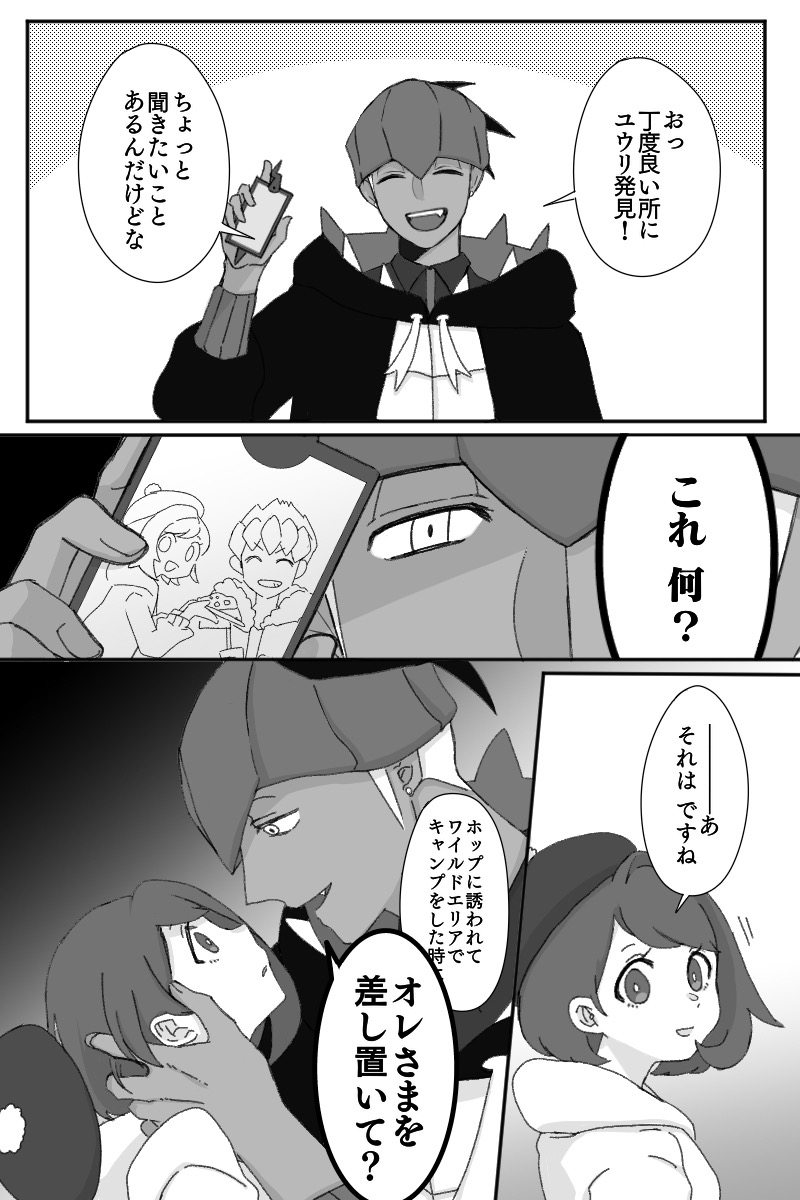 おっ
丁度良い所に
ユウリ発見！
ちょっと
聞きたいこと
あるんだけどな
これ 何？
――あ
それは ですね
ホップに誘われて
ワイルドエリアで
キャンプをした時に
オレさまを
差し置いて？